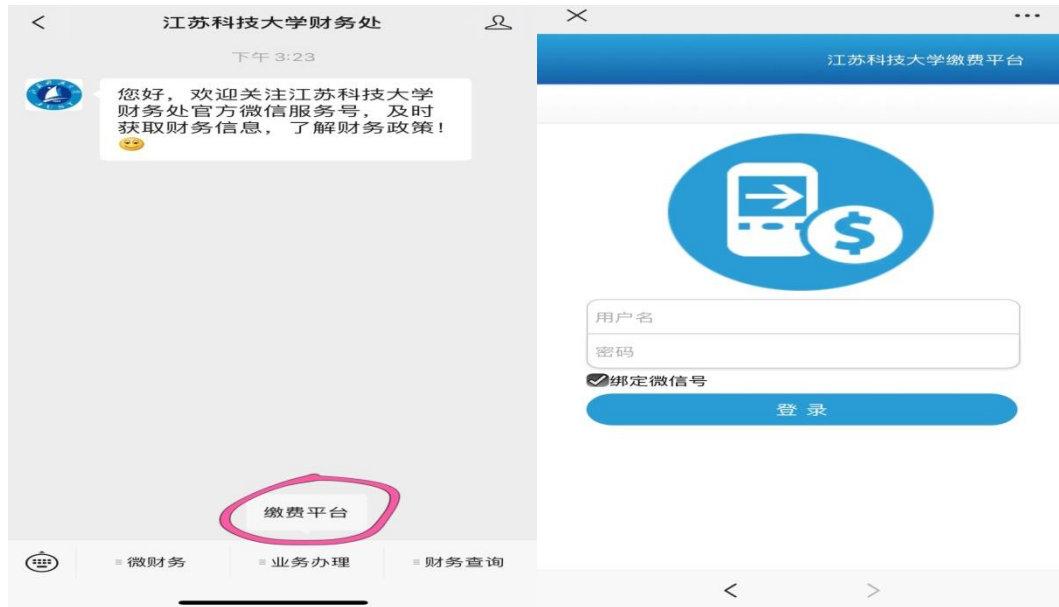 江苏科技大学财务处
下午 3:23
您好，欢迎关注江苏科技大学
财务处官方微信服务号，及时
获取财务信息，了解财务政策！
缴费平台
微财务
业务办理
财务查询
江苏科技大学缴费平台
$
用户名
密码
绑定微信号
登 录